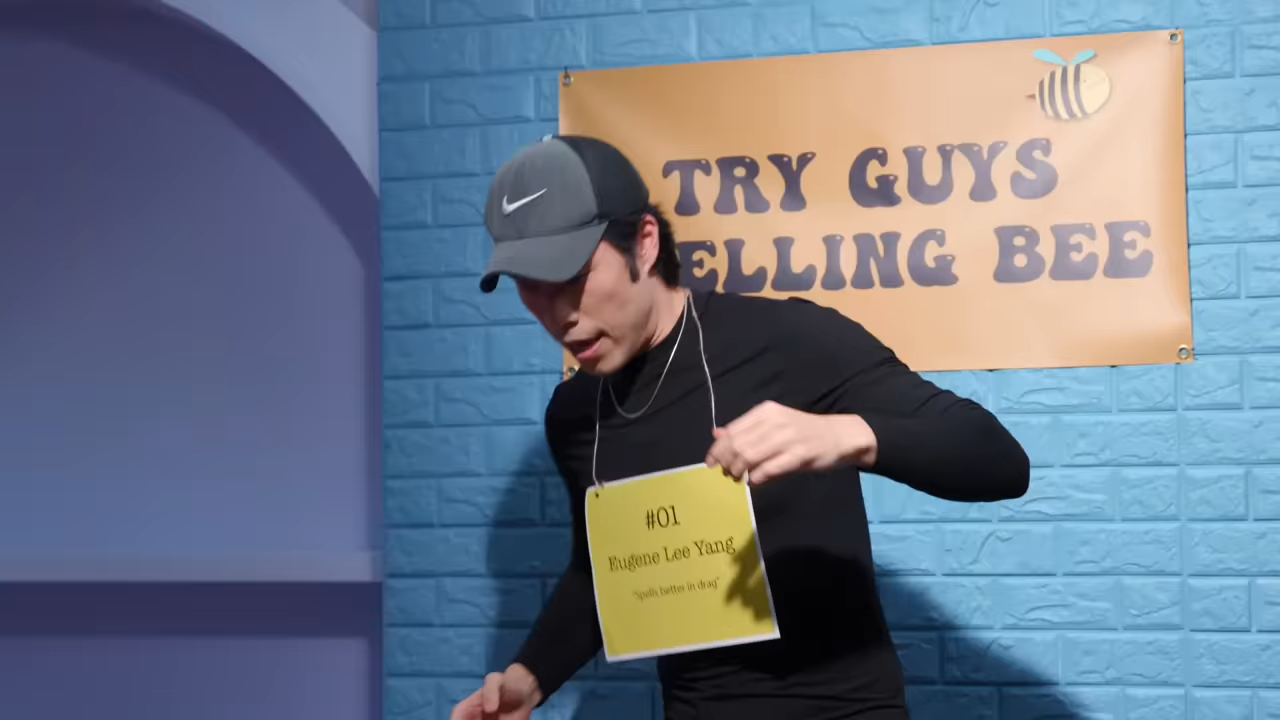 TRY GUYS
ELLING BEE
#01
Eugene Lee Yang
"Spells better in drag"